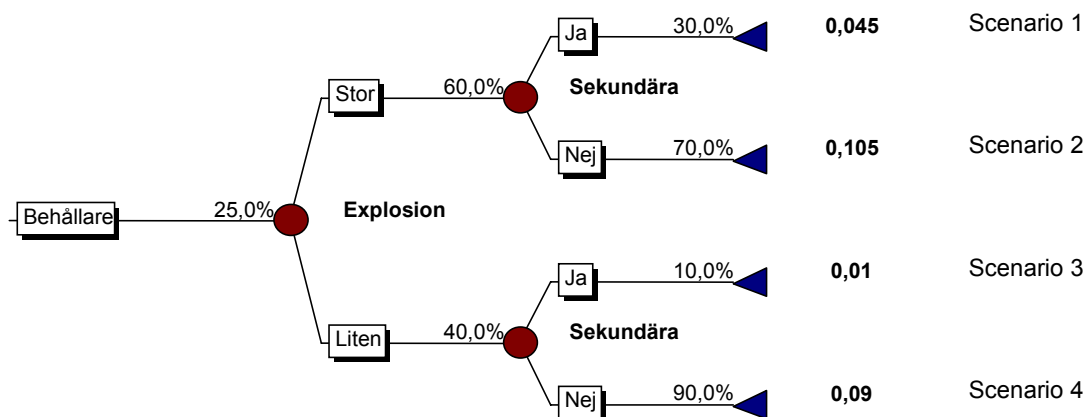 Ja 30,0% 0,045 Scenario 1
Stor 60,0% Sekundära
Nej 70,0% 0,105 Scenario 2
Behållare 25,0% Explosion
Ja 10,0% 0,01 Scenario 3
Liten 40,0% Sekundära
Nej 90,0% 0,09 Scenario 4